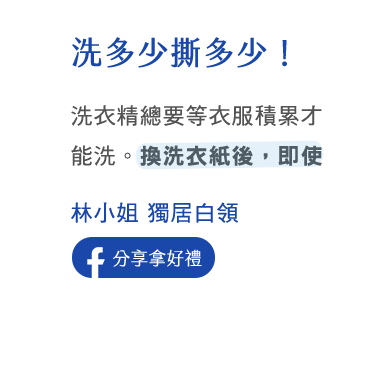 洗多少撕多少！
洗衣精總要等衣服積累才
能洗。換洗衣紙後，即使
林小姐 獨居白領
分享拿好禮